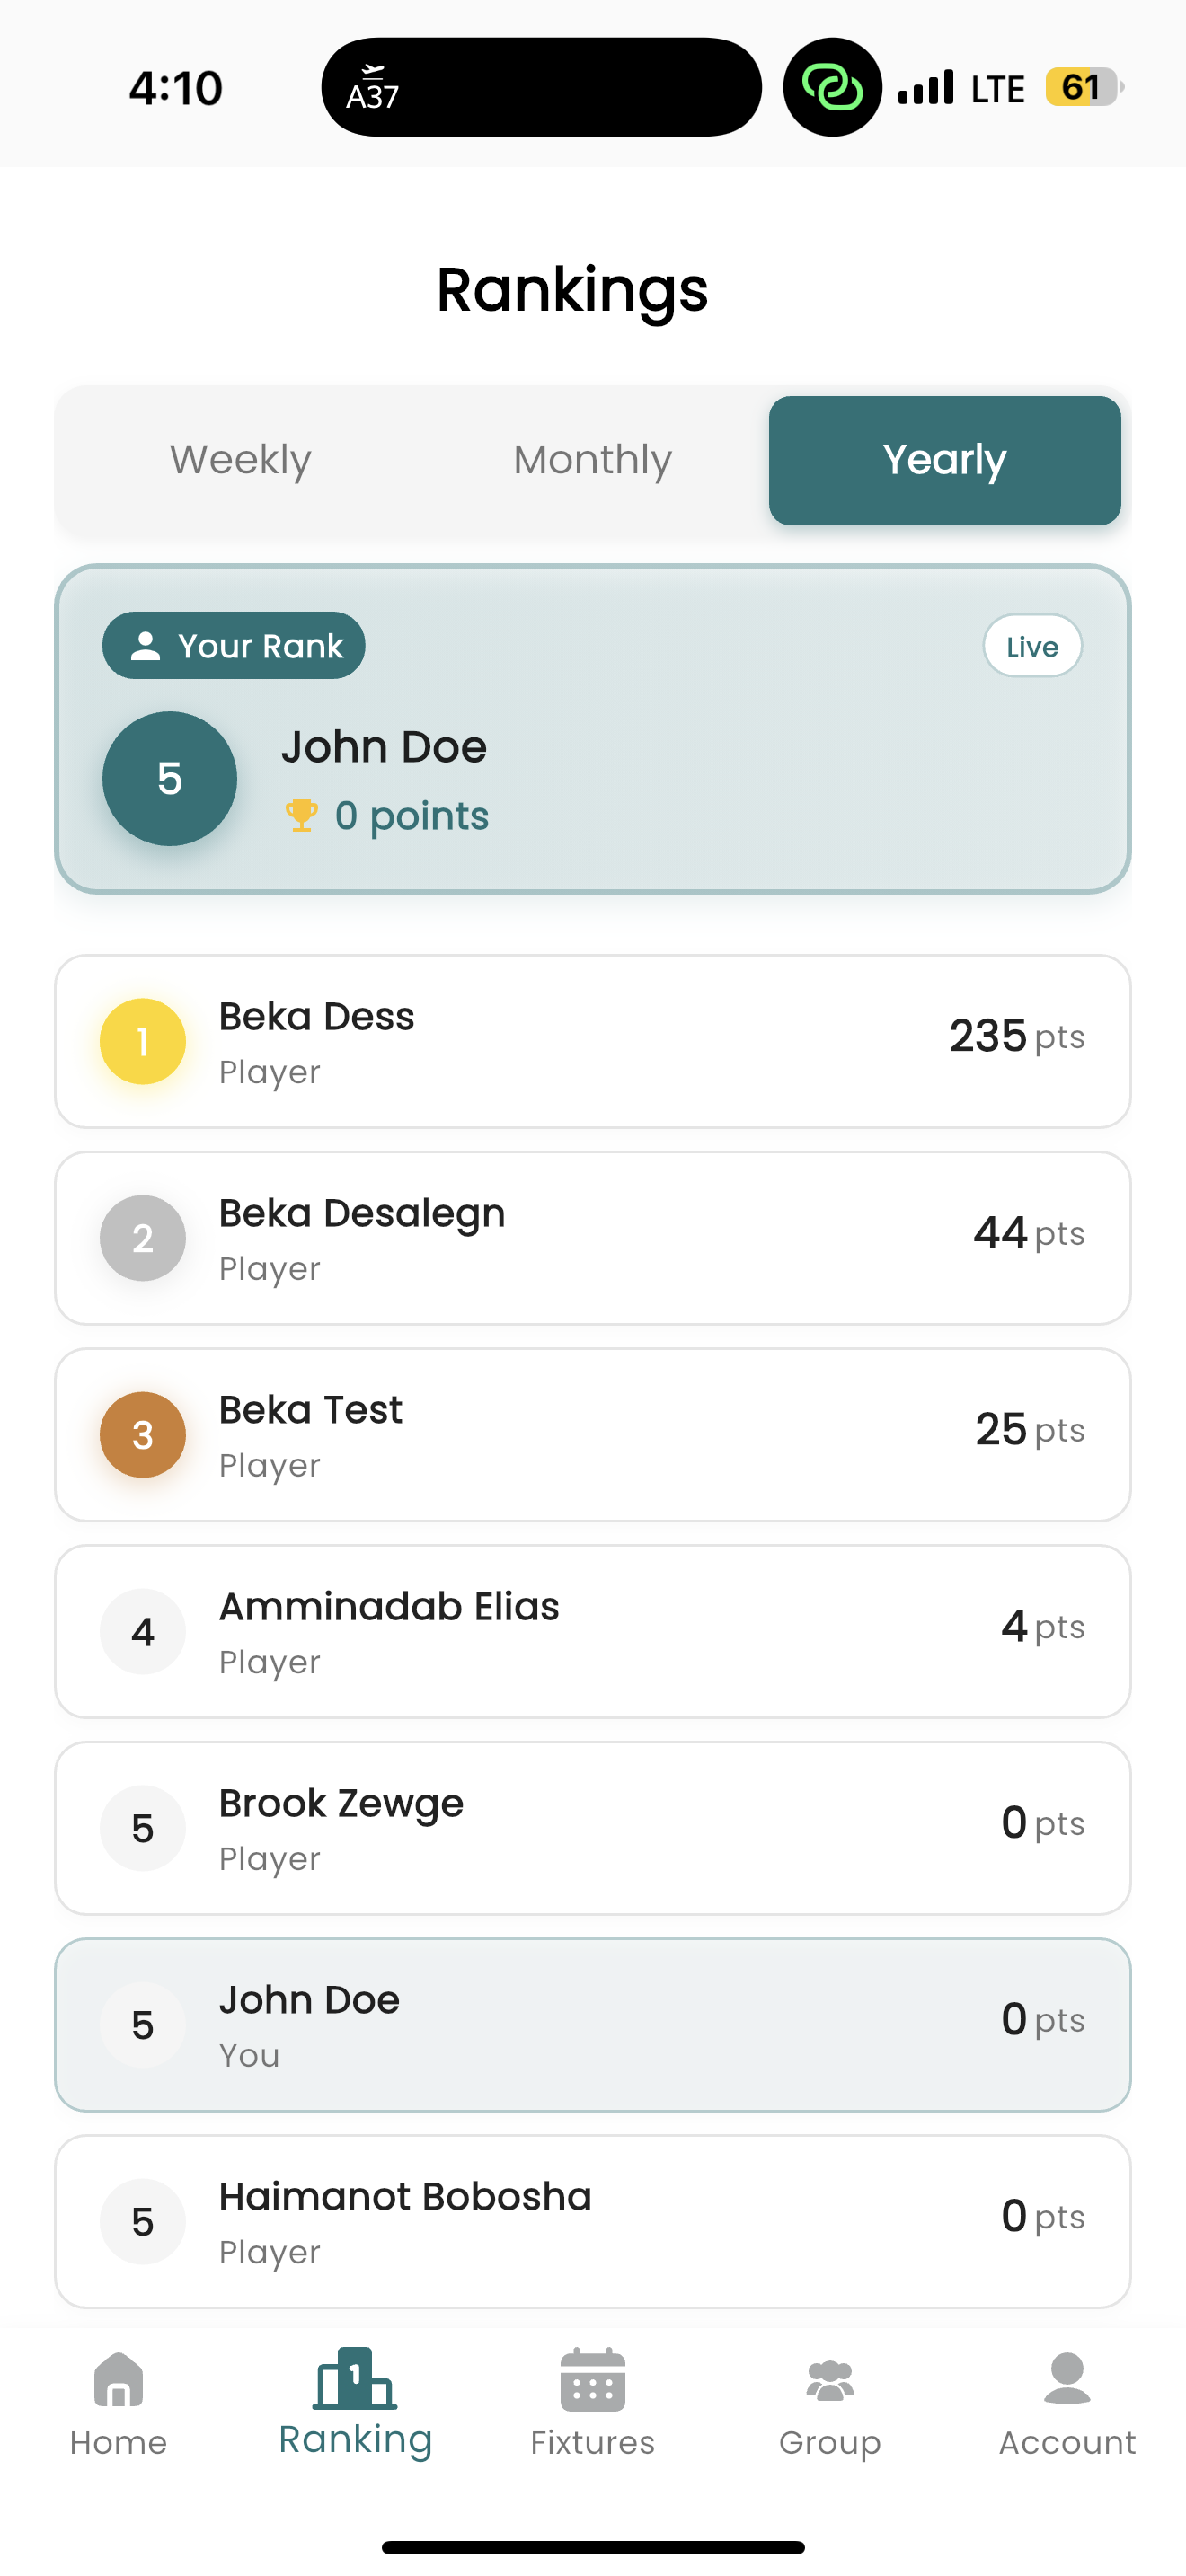 4:10
A37
LTE
61
Rankings
Weekly
Monthly
Yearly
Your Rank
Live
5
John Doe
0 points
1
Beka Dess
Player
235 pts
2
Beka Desalegn
Player
44 pts
3
Beka Test
Player
25 pts
4
Amminadab Elias
Player
4 pts
5
Brook Zewge
Player
0 pts
5
John Doe
You
0 pts
5
Haimanot Bobosha
Player
0 pts
1
Home
Ranking
Fixtures
Group
Account